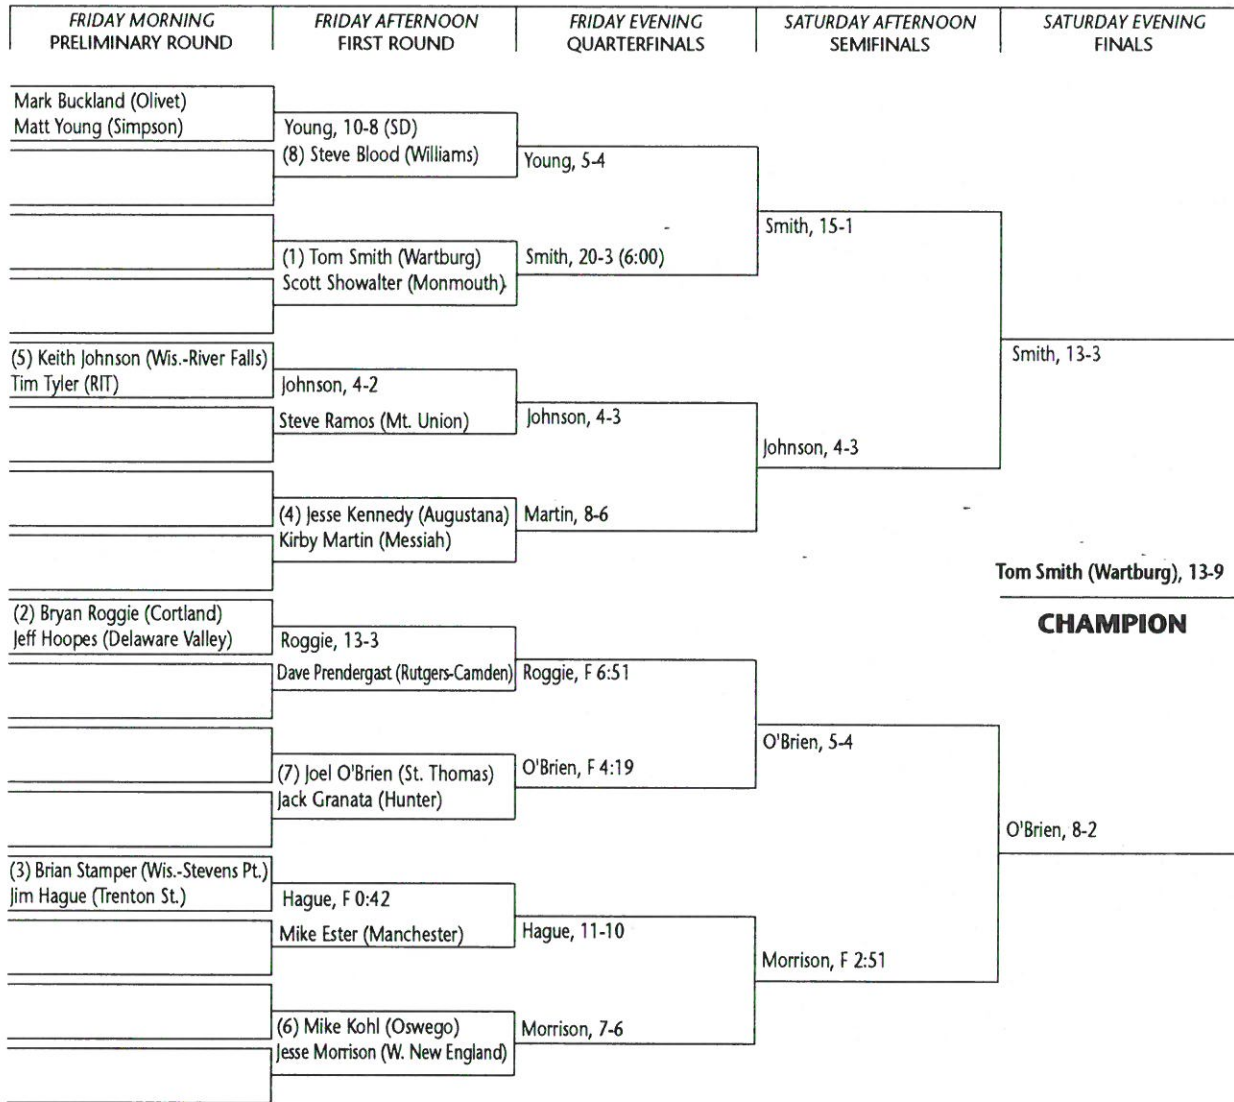 FRIDAY MORNING
PRELIMINARY ROUND
FRIDAY AFTERNOON
FIRST ROUND
FRIDAY EVENING
QUARTERFINALS
SATURDAY AFTERNOON
SEMIFINALS
SATURDAY EVENING
FINALS
Mark Buckland (Olivet)
Matt Young (Simpson)
(5) Keith Johnson (Wis.-River Falls)
Tim Tyler (RIT)
(2) Bryan Roggie (Cortland)
Jeff Hoopes (Delaware Valley)
(3) Brian Stamper (Wis.-Stevens Pt.)
Jim Hague (Trenton St.)
Young, 10-8 (SD)
(8) Steve Blood (Williams)
(1) Tom Smith (Wartburg)
Scott Showalter (Monmouth)
Johnson, 4-2
Steve Ramos (Mt. Union)
(4) Jesse Kennedy (Augustana)
Kirby Martin (Messiah)
Roggie, 13-3
Dave Prendergast (Rutgers-Camden)
(7) Joel O'Brien (St. Thomas)
Jack Granata (Hunter)
Hague, F 0:42
Mike Ester (Manchester)
(6) Mike Kohl (Oswego)
Jesse Morrison (W. New England)
Young, 5-4
Smith, 20-3 (6:00)
Johnson, 4-3
Martin, 8-6
Roggie, F 6:51
O'Brien, F 4:19
Hague, 11-10
Morrison, 7-6
Smith, 15-1
Johnson, 4-3
O'Brien, 5-4
Morrison, F 2:51
Smith, 13-3
O'Brien, 8-2
Tom Smith (Wartburg), 13-9
CHAMPION